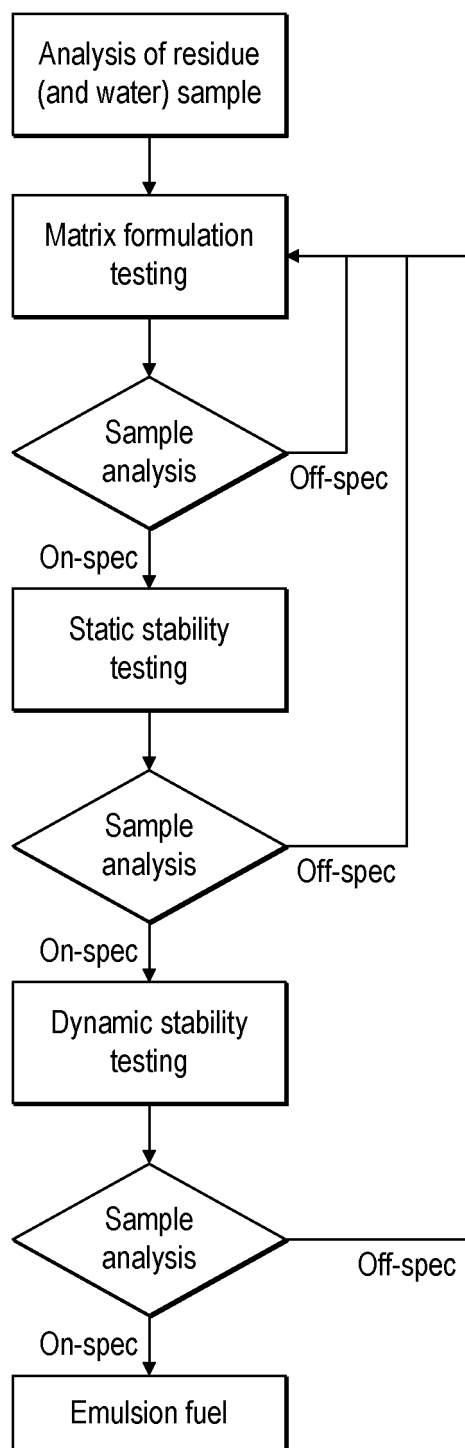 Analysis of residue
(and water) sample
Matrix formulation
testing
Sample
analysis
Off-spec
On-spec
Static stability
testing
Sample
analysis
Off-spec
On-spec
Dynamic stability
testing
Sample
analysis
Off-spec
On-spec
Emulsion fuel